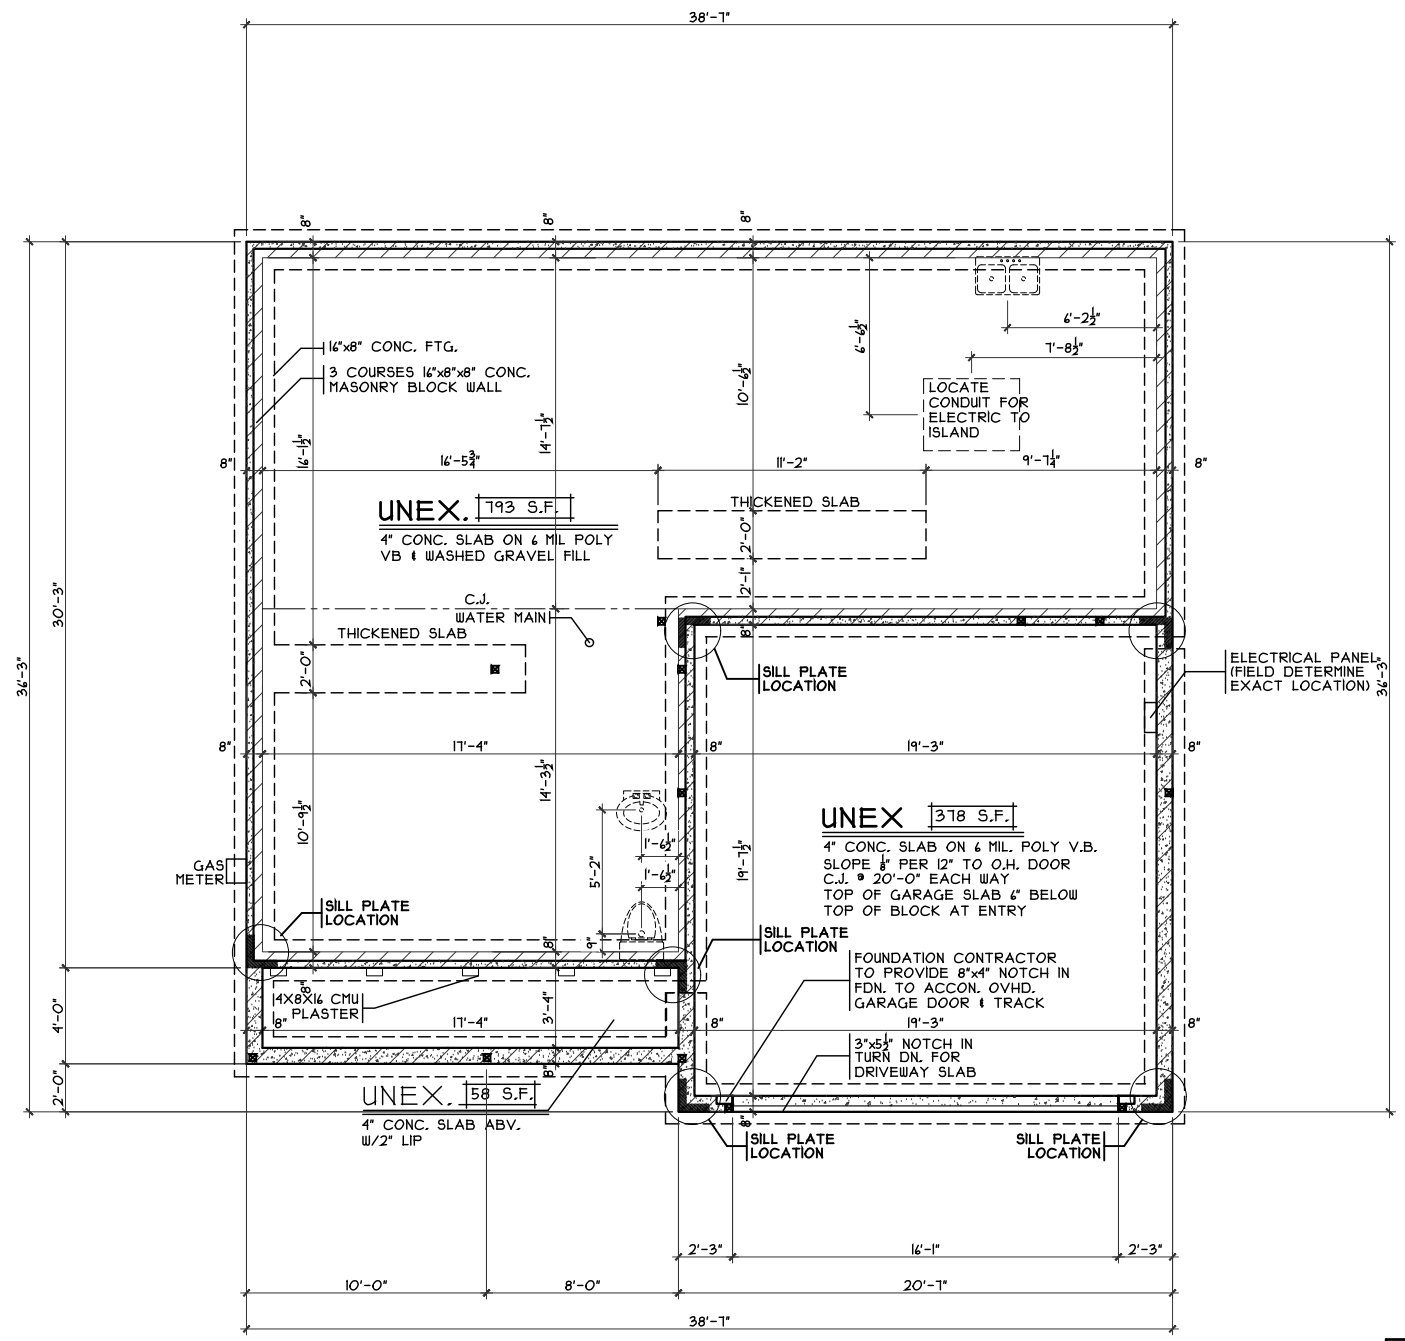 38'-7"
8"
8"
8"
16"x8" CONC. FTG.
3 COURSES 16"x8"x8" CONC.
MASONRY BLOCK WALL
6'-2½"
7'-8½"
6'-6½"
10'-6½"
LOCATE
CONDUIT FOR
ELECTRIC TO
ISLAND
14'-7½"
16'-1½"
8"
16'-5¾"
11'-2"
9'-7¼"
8"
UNEX. 793 S.F.
4" CONC. SLAB ON 6 MIL POLY
VB & WASHED GRAVEL FILL
THICKENED SLAB
2'-0"
2'-1"
30'-3"
36'-3"
C.J.
WATER MAIN
THICKENED SLAB
2'-0"
8"
SILL PLATE
LOCATION
ELECTRICAL PANEL
(FIELD DETERMINE
EXACT LOCATION)
36'-3"
8"
17'-4"
8"
19'-3"
8"
14'-3½"
10'-9½"
UNEX 378 S.F.
4" CONC. SLAB ON 6 MIL. POLY V.B.
SLOPE ⅛" PER 12" TO O.H. DOOR
C.J. @ 20'-0" EACH WAY
TOP OF GARAGE SLAB 6" BELOW
TOP OF BLOCK AT ENTRY
1'-6½"
1'-6½"
5'-2"
19'-7½"
GAS
METER
SILL PLATE
LOCATION
9"
8"
SILL PLATE
LOCATION
FOUNDATION CONTRACTOR
TO PROVIDE 8"x4" NOTCH IN
FDN. TO ACCON. OVHD.
GARAGE DOOR & TRACK
8"
4X8X16 CMU
PLASTER
3'-4"
4'-0"
8"
17'-4"
8"
19'-3"
8"
3"x5½" NOTCH IN
TURN DN. FOR
DRIVEWAY SLAB
8"
2'-0"
UNEX. 58 S.F.
4" CONC. SLAB ABV.
W/2" LIP
8"
SILL PLATE
LOCATION
SILL PLATE
LOCATION
2'-3"
16'-1"
2'-3"
10'-0"
8'-0"
20'-7"
38'-7"